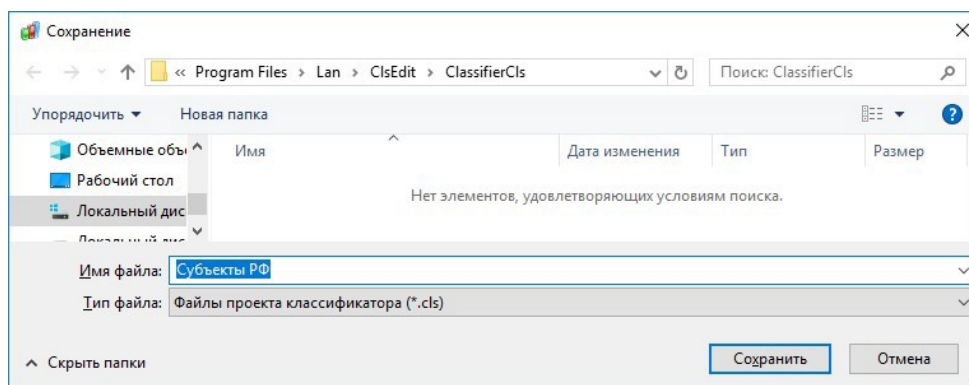 Сохранение
« Program Files › Lan › ClsEdit › ClassifierCls
Поиск: ClassifierCls
Упорядочить
Новая папка
Объемные объ
Рабочий стол
Локальный дис
Локальный дис
Имя
Дата изменения
Тип
Размер
Нет элементов, удовлетворяющих условиям поиска.
Имя файла: Субъекты РФ
Тип файла: Файлы проекта классификатора (*.cls)
Скрыть папки
Сохранить
Отмена